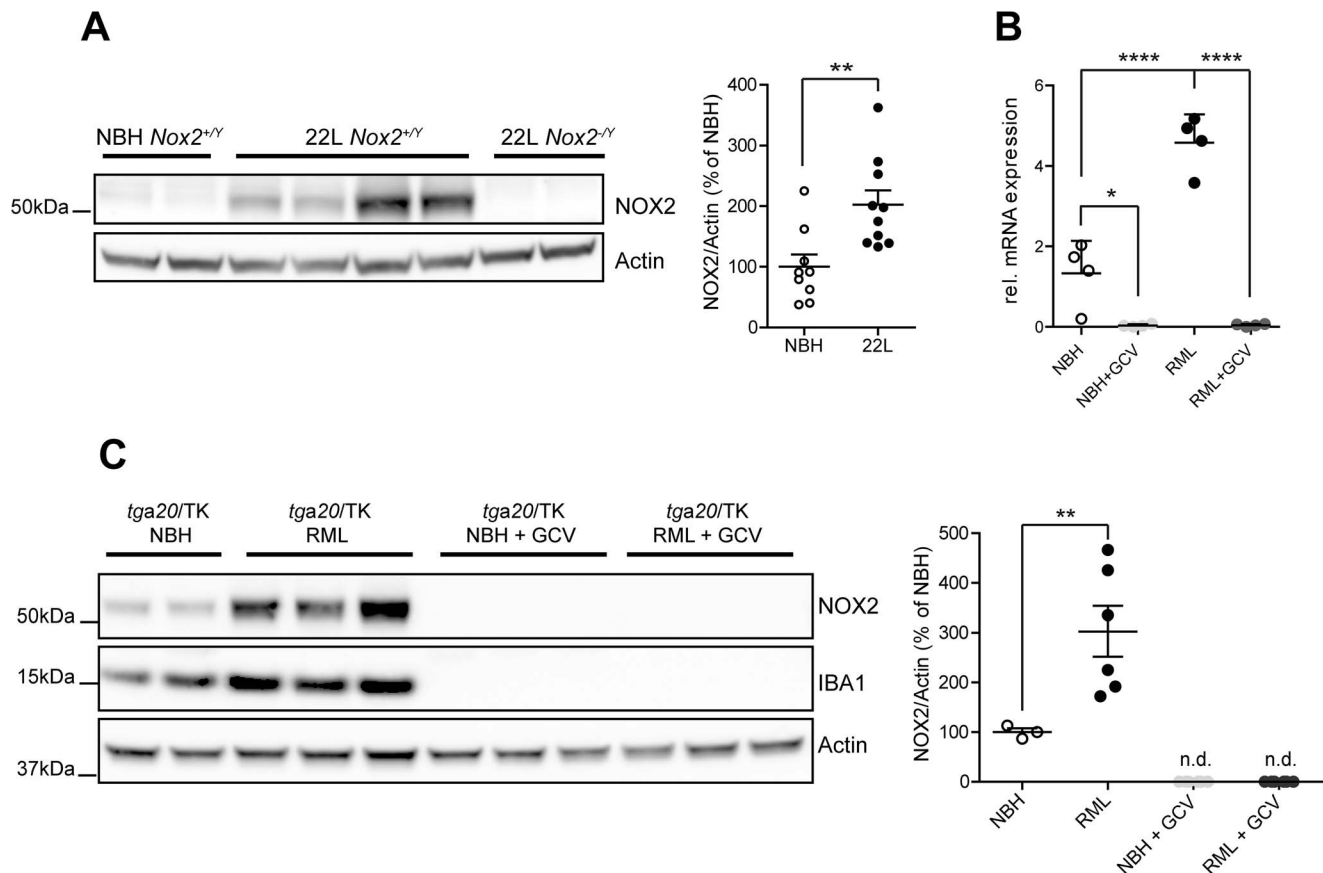 A
NBH Nox2+/Y 22L Nox2+/Y 22L Nox2-/Y
50kDa NOX2
Actin
NOX2/Actin (% of NBH)
400
300
200
100
0
**
NBH 22L
B
rel. mRNA expression
6
4
2
0
**** ****
*
NBH NBH+GCV RML RML+GCV
C
tga20/TK tga20/TK tga20/TK tga20/TK
NBH RML NBH + GCV RML + GCV
50kDa NOX2
15kDa IBA1
Actin
37kDa
NOX2/Actin (% of NBH)
500
400
300
200
100
0
**
n.d. n.d.
NBH RML NBH + GCV RML + GCV